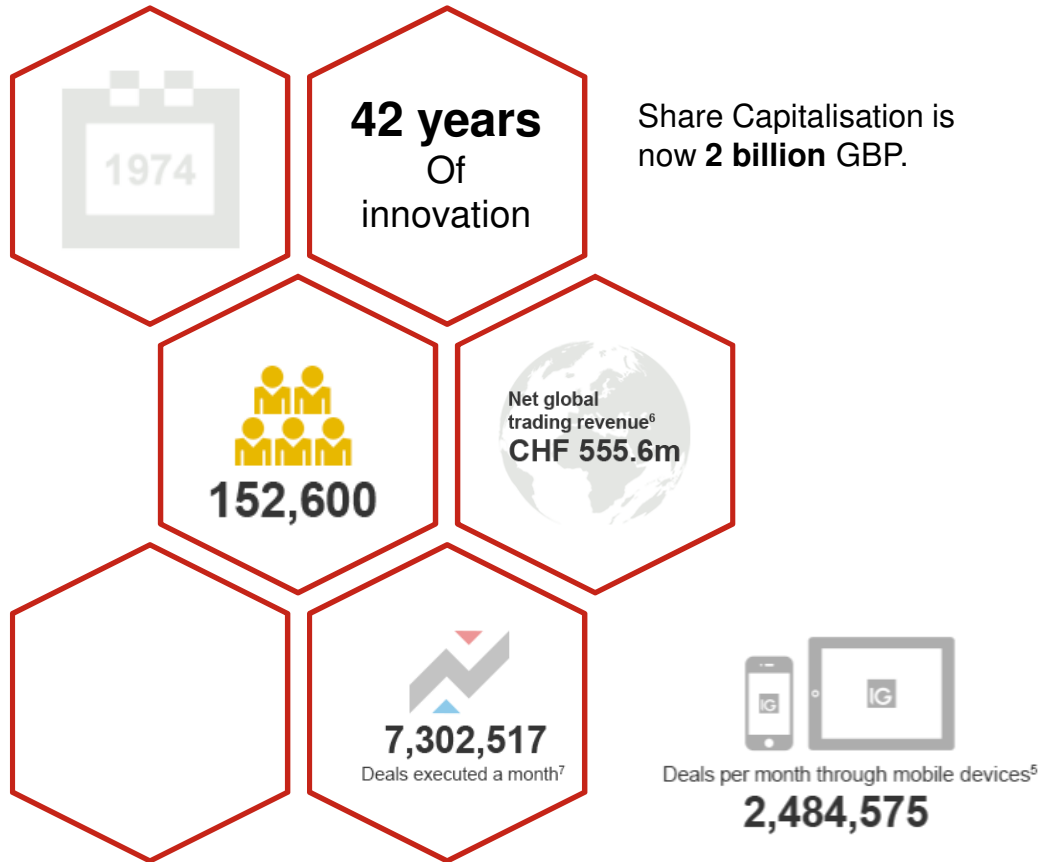 1974
42 years
Of
innovation
Share Capitalisation is
now 2 billion GBP.
152,600
Net global
trading revenue⁶
CHF 555.6m
7,302,517
Deals executed a month⁷
IG
IG
Deals per month through mobile devices⁵
2,484,575